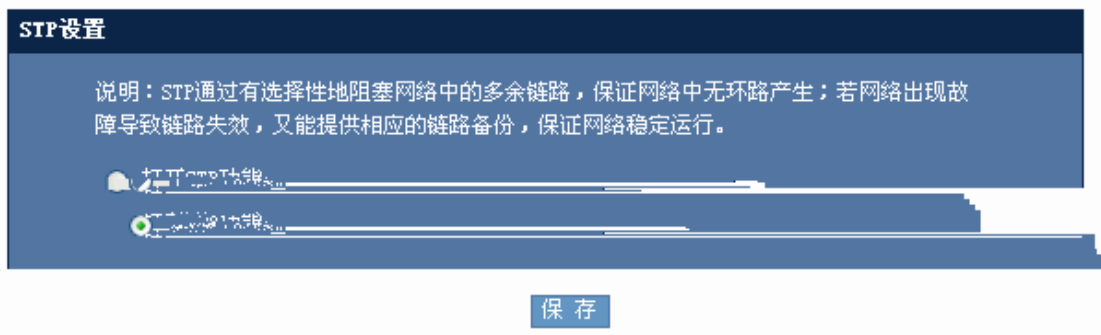 STP设置
说明：STP通过有选择性地阻塞网络中的多余链路，保证网络中无环路产生；若网络出现故
障导致链路失效，又能提供相应的链路备份，保证网络稳定运行。
保 存